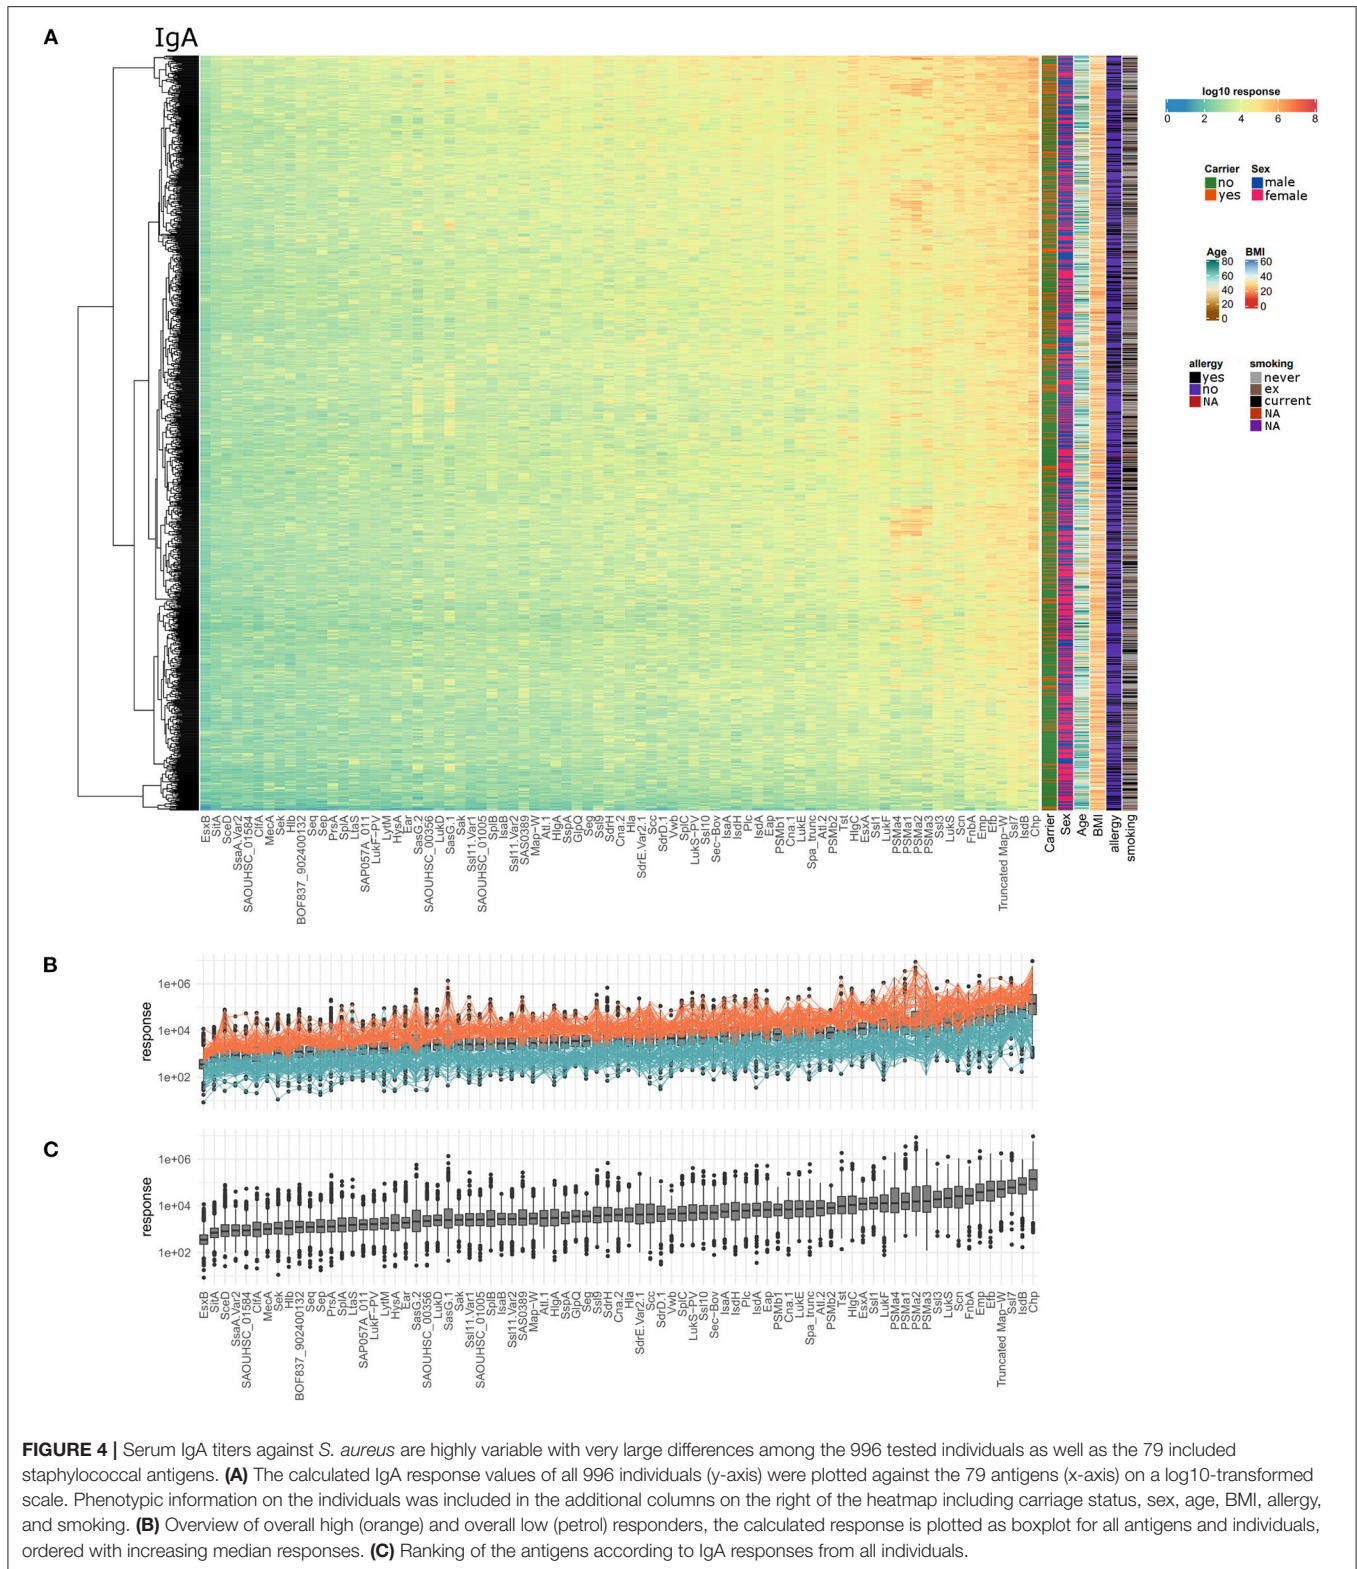 A
IgA
log10 response
0 2 4 6 8
Carrier
no
yes
Sex
male
female
Age
80
60
40
20
0
BMI
60
40
20
0
allergy
yes
no
NA
smoking
never
ex
current
NA
NA
EsxB
SitA
SceD
SsaA.Var2
SAOUHSC_01584
ClfA
MecA
Sek
Hlb
BOF837_902400132
Seq
Sep
PrsA
SplA
LtaS
SAP057A_011
LukF-PV
LytM
HysA
Ear
SasG.2
SAOUHSC_00356
LukD
SasG.1
Sak
Ssl11.Var1
SAOUHSC_01005
SplB
IsaB
Ssl11.Var2
SAS0389
Map-W
Atl.1
HlgA
SspA
GlpQ
Seg
Ssl9
SdrH
Cna.2
Hla
SdrE.Var2.1
Scc
SdrD.1
Vwb
SplC
LukS-PV
Ssl10
Sec-Bov
IsaA
IsdH
Plc
IsdA
Eap
PSMb1
Cna.1
LukE
Spa_trunc
Atl.2
PSMb2
Tst
HlgC
EsxA
Ssl1
LukF
PSMa4
PSMa1
PSMa2
PSMa3
Ssl3
LukS
Scn
FnbA
Emp
Efb
Truncated Map-W
Ssl7
IsdB
Chp
Carrier
Sex
Age
BMI
allergy
smoking
B
response
1e+06
1e+04
1e+02
C
response
1e+06
1e+04
1e+02
EsxB
SitA
SceD
SsaA.Var2
SAOUHSC_01584
ClfA
MecA
Sek
Hlb
BOF837_902400132
Seq
Sep
PrsA
SplA
LtaS
SAP057A_011
LukF-PV
LytM
HysA
Ear
SasG.2
SAOUHSC_00356
LukD
SasG.1
Sak
Ssl11.Var1
SAOUHSC_01005
SplB
IsaB
Ssl11.Var2
SAS0389
Map-W
Atl.1
HlgA
SspA
GlpQ
Seg
Ssl9
SdrH
Cna.2
Hla
SdrE.Var2.1
Scc
SdrD.1
Vwb
SplC
LukS-PV
Ssl10
Sec-Bov
IsaA
IsdH
Plc
IsdA
Eap
PSMb1
Cna.1
LukE
Spa_trunc
Atl.2
PSMb2
Tst
HlgC
EsxA
Ssl1
LukF
PSMa4
PSMa1
PSMa2
PSMa3
Ssl3
LukS
Scn
FnbA
Emp
Efb
Truncated Map-W
Ssl7
IsdB
Chp
FIGURE 4 | Serum IgA titers against S. aureus are highly variable with very large differences among the 996 tested individuals as well as the 79 included
staphylococcal antigens. (A) The calculated IgA response values of all 996 individuals (y-axis) were plotted against the 79 antigens (x-axis) on a log10-transformed
scale. Phenotypic information on the individuals was included in the additional columns on the right of the heatmap including carriage status, sex, age, BMI, allergy,
and smoking. (B) Overview of overall high (orange) and overall low (petrol) responders, the calculated response is plotted as boxplot for all antigens and individuals,
ordered with increasing median responses. (C) Ranking of the antigens according to IgA responses from all individuals.